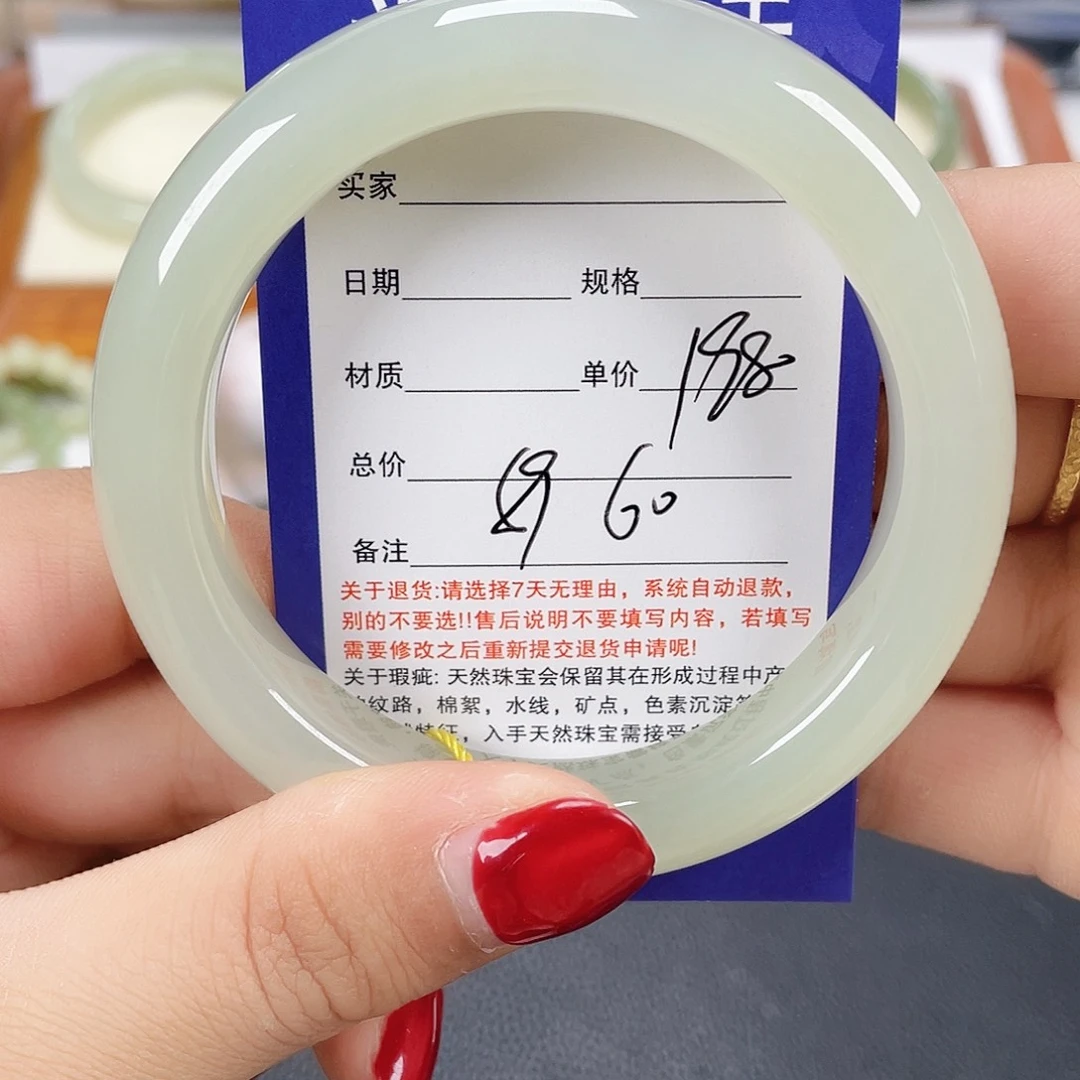 买家
日期 规格
材质 单价 1988
总价
60
备注
关于退货:请选择7天无理由，系统自动退款，
别的不要选!!售后说明不要填写内容，若填写
需要修改之后重新提交退货申请呢!
关于瑕疵: 天然珠宝会保留其在形成过程中产
纹路，棉絮，水线，矿点，色素沉淀
特征，入手天然珠宝需接受